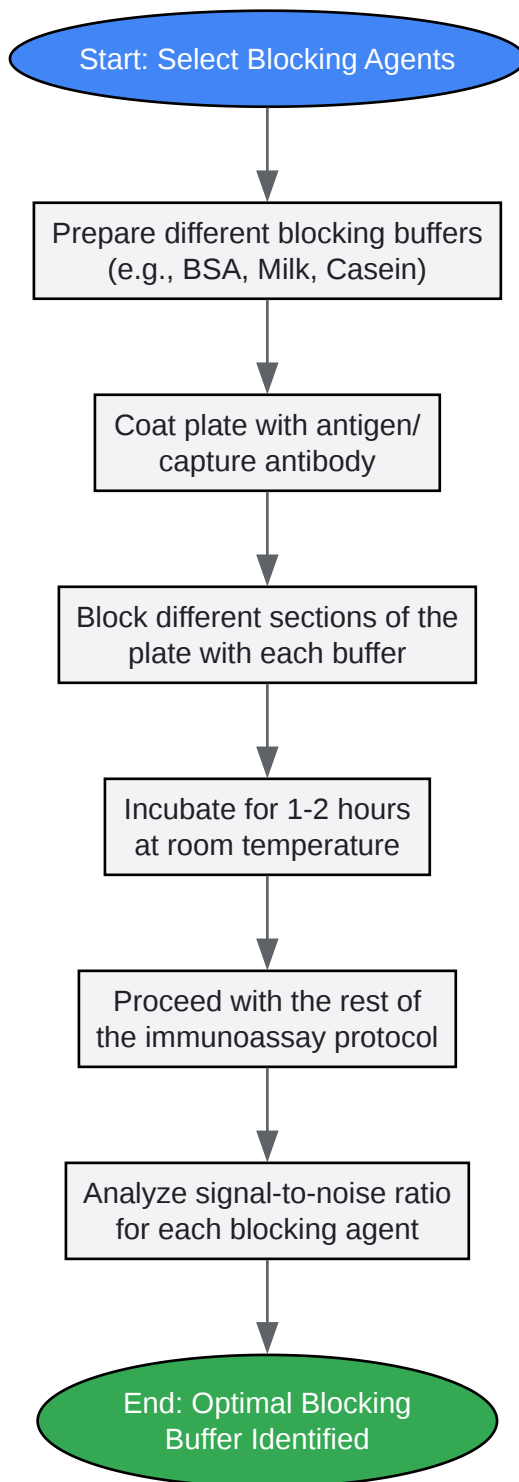 Start: Select Blocking Agents
Prepare different blocking buffers
(e.g., BSA, Milk, Casein)
Coat plate with antigen/
capture antibody
Block different sections of the
plate with each buffer
Incubate for 1-2 hours
at room temperature
Proceed with the rest of
the immunoassay protocol
Analyze signal-to-noise ratio
for each blocking agent
End: Optimal Blocking
Buffer Identified